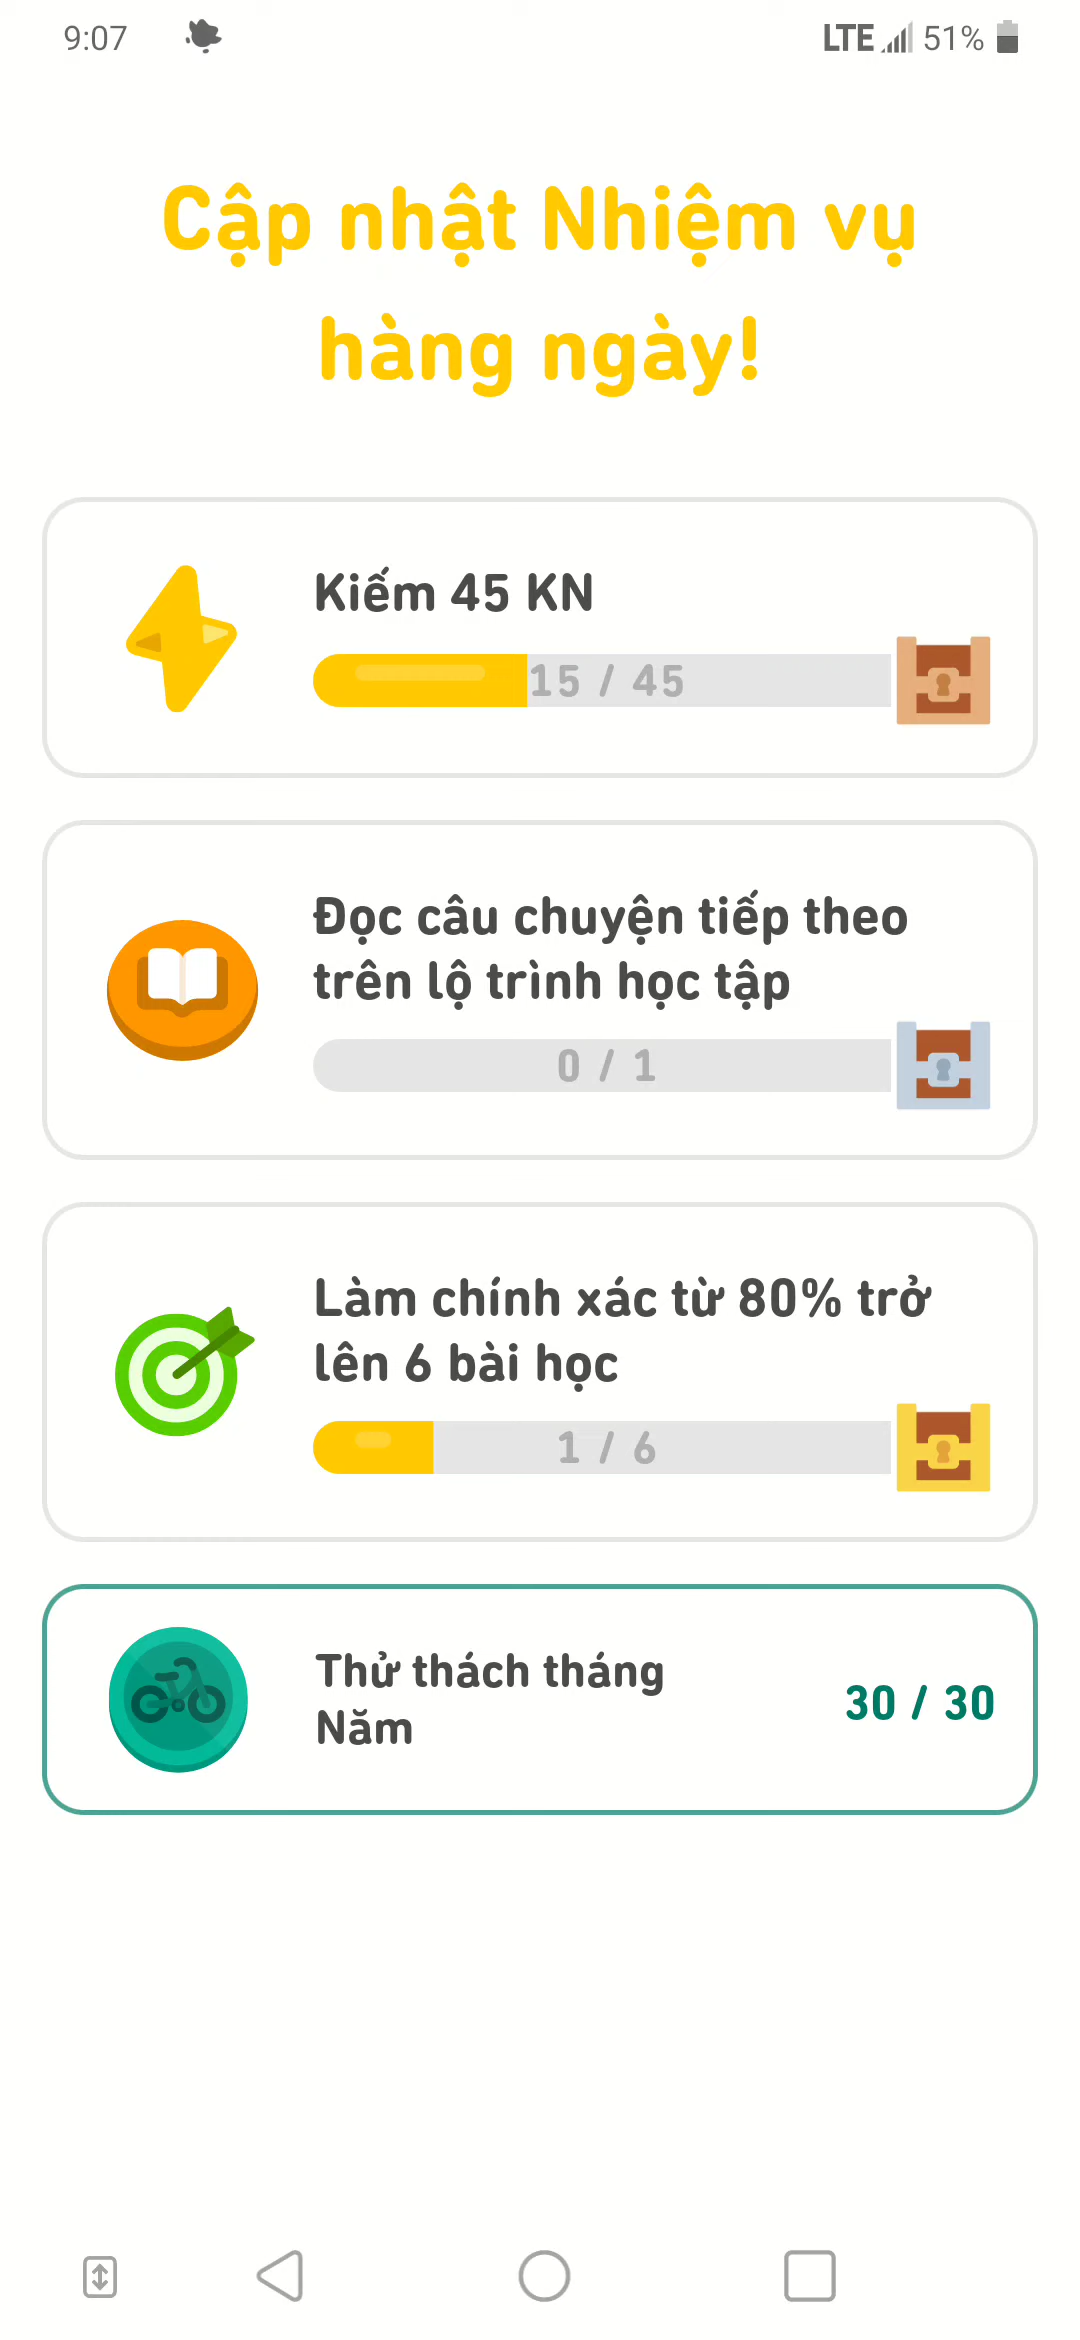 9:07
LTE 51%
Cập nhật Nhiệm vụ
hàng ngày!
Kiếm 45 KN
15 / 45
Đọc câu chuyện tiếp theo
trên lộ trình học tập
0 / 1
Làm chính xác từ 80% trở
lên 6 bài học
1 / 6
Thử thách tháng
Năm
30 / 30